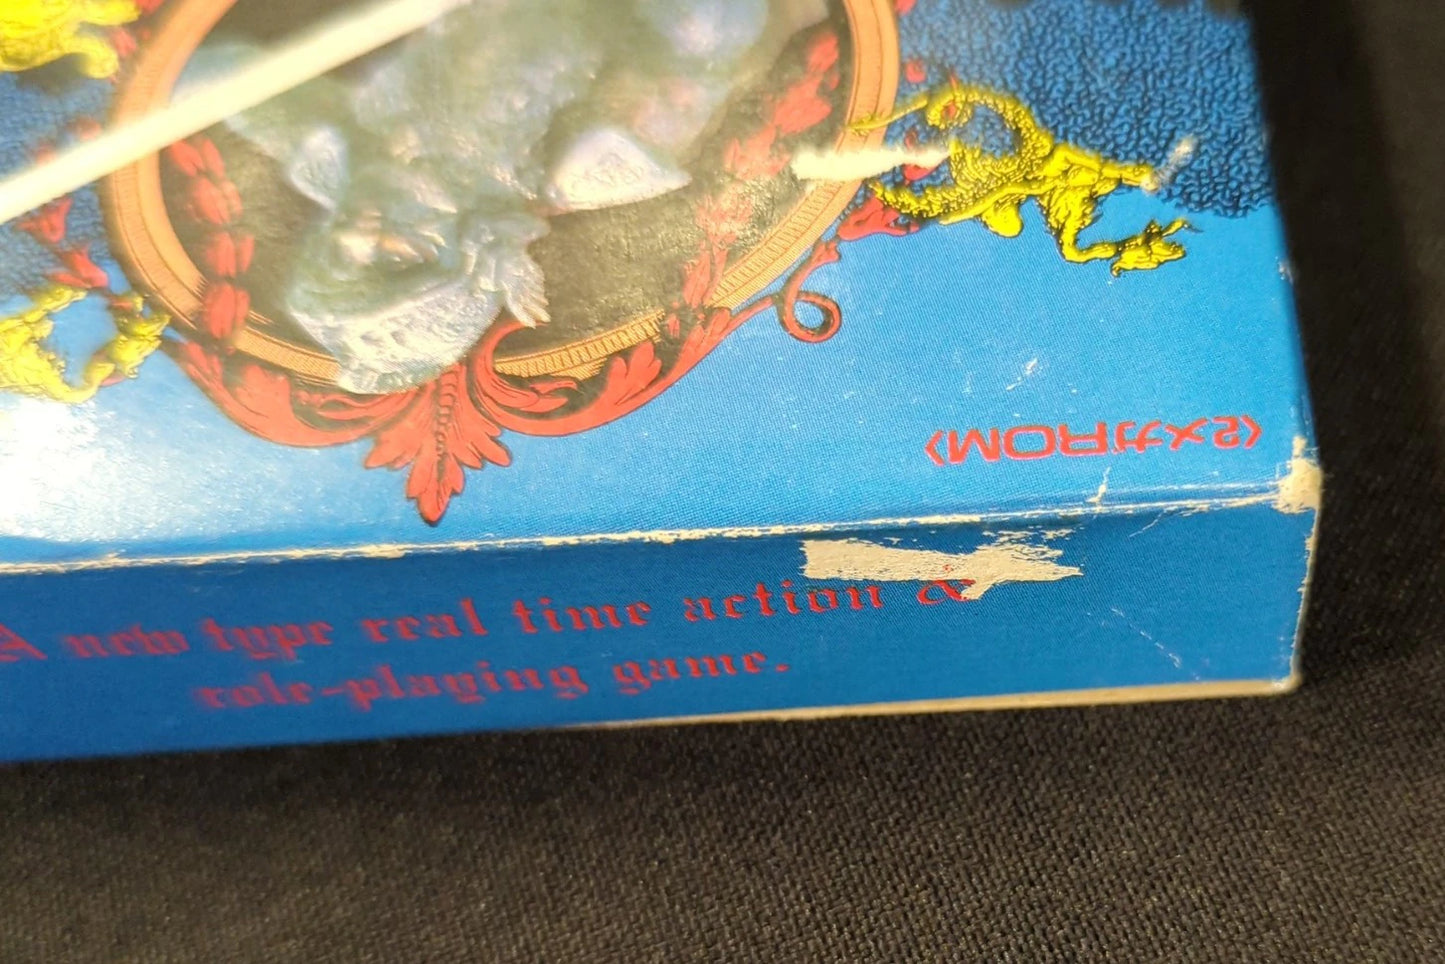 〈2メガROM〉
A new type real time action &
role-playing game.